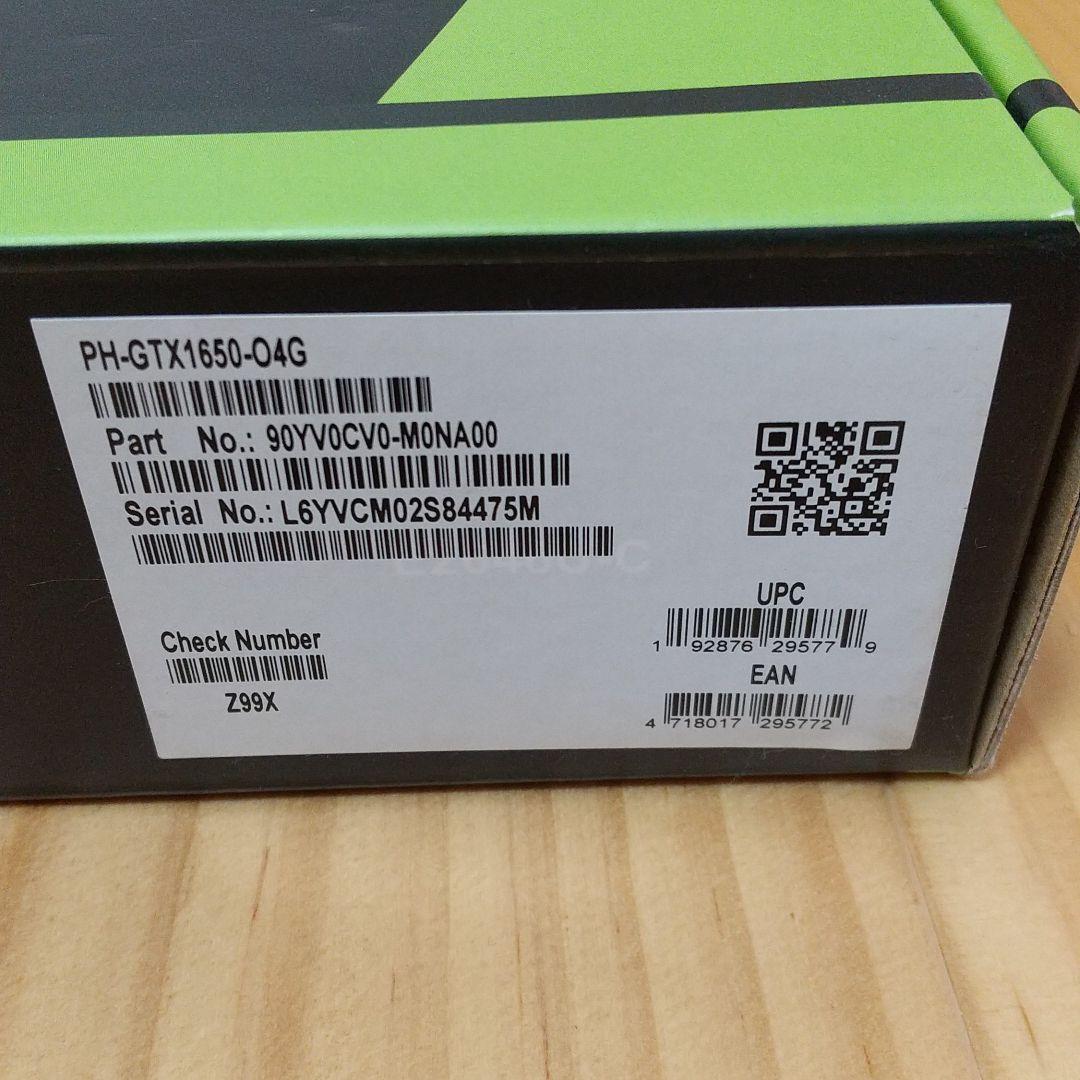 PH-GTX1650-O4G
Part No.: 90YV0CV0-M0NA00
Serial No.: L6YVCM02S84475M
Check Number
Z99X
UPC
1 92876 29577 9
EAN
4 718017 295772